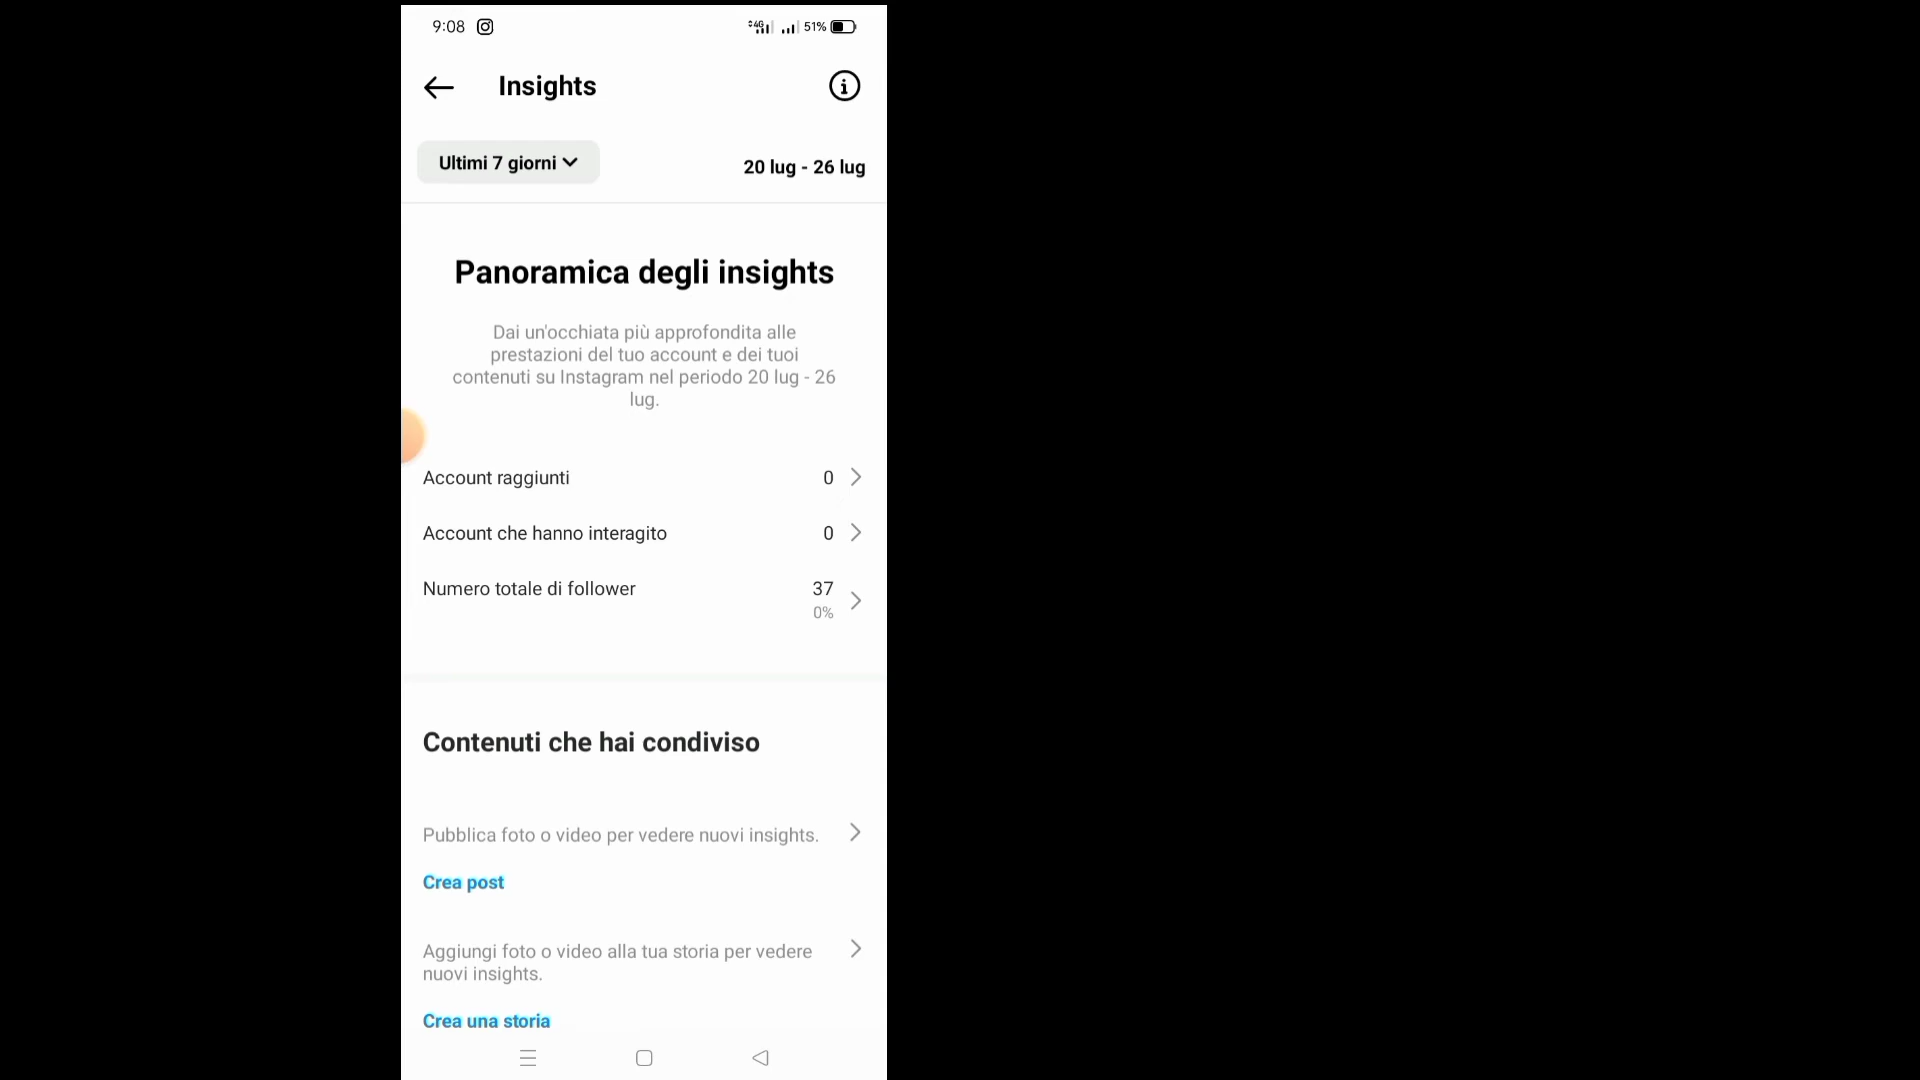 9:08
4G 51%
Insights
Ultimi 7 giorni
20 lug - 26 lug
Panoramica degli insights
Dai un'occhiata più approfondita alle
prestazioni del tuo account e dei tuoi
contenuti su Instagram nel periodo 20 lug - 26
lug.
Account raggiunti 0
Account che hanno interagito 0
Numero totale di follower 37
0%
Contenuti che hai condiviso
Pubblica foto o video per vedere nuovi insights.
Crea post
Aggiungi foto o video alla tua storia per vedere
nuovi insights.
Crea una storia